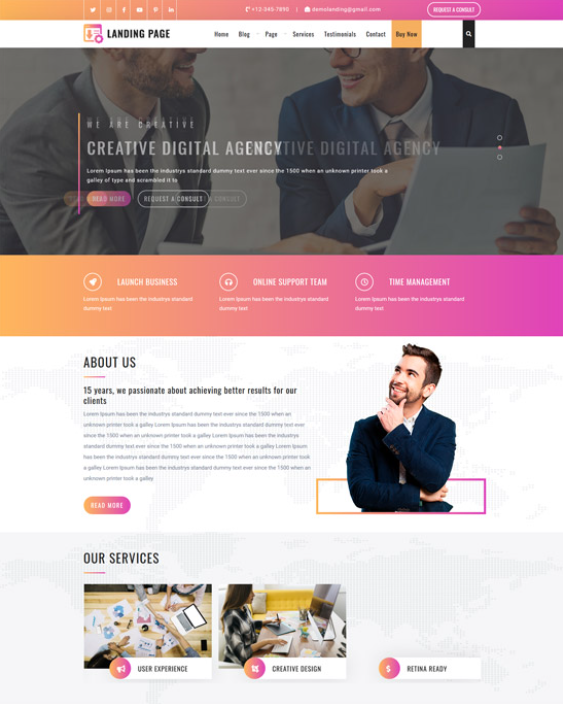 +12-345-7890 | demolanding@gmail.com REQUEST A CONSULT
LANDING PAGE Home Blog Page Services Testimonials Contact Buy Now
WE ARE CREATIVE
CREATIVE DIGITAL AGENCY
Lorem Ipsum has been the industrys standard dummy text ever since the 1500 when an unknown printer took a
galley of type and scrambled it to
READ MORE REQUEST A CONSULT
LAUNCH BUSINESS
Lorem Ipsum has been the industrys standard
dummy text
ONLINE SUPPORT TEAM
Lorem Ipsum has been the industrys standard
dummy text
TIME MANAGEMENT
Lorem Ipsum has been the industrys standard
dummy text
ABOUT US
15 years, we passionate about achieving better results for our
clients
Lorem Ipsum has been the industrys standard dummy text ever since the 1500 when an
unknown printer took a galley Lorem Ipsum has been the industrys standard dummy text ever
since the 1500 when an unknown printer took a galley Lorem Ipsum has been the industrys
standard dummy text ever since the 1500 when an unknown printer took a galley Lorem Ipsum
has been the industrys standard dummy text ever since the 1500 when an unknown printer took
a galley Lorem Ipsum has been the industrys standard dummy text ever since the 1500 when an
unknown printer took a galley
READ MORE
OUR SERVICES
USER EXPERIENCE
CREATIVE DESIGN
RETINA READY